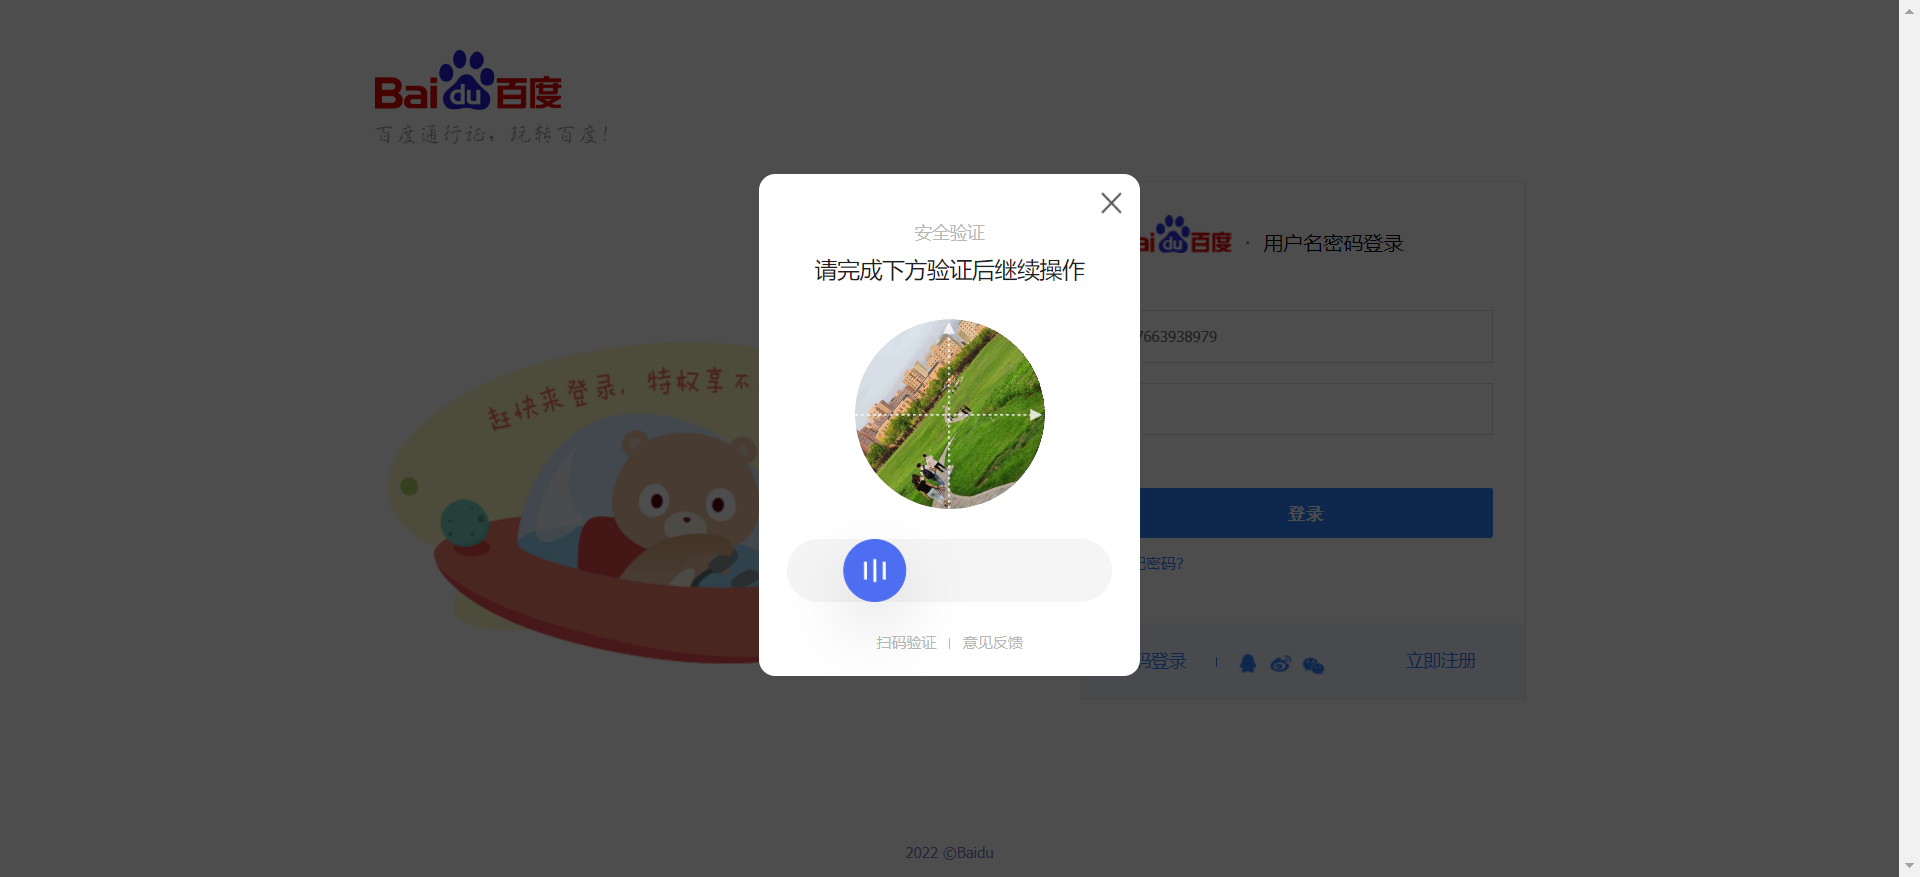 Bai du 百度
百度通行证，玩转百度！
安全验证
请完成下方验证后继续操作
du 百度 · 用户名密码登录
7663938979
赶快来登录，特权享不
登录
密码?
扫码验证 | 意见反馈
码登录 | 立即注册
2022 ©Baidu